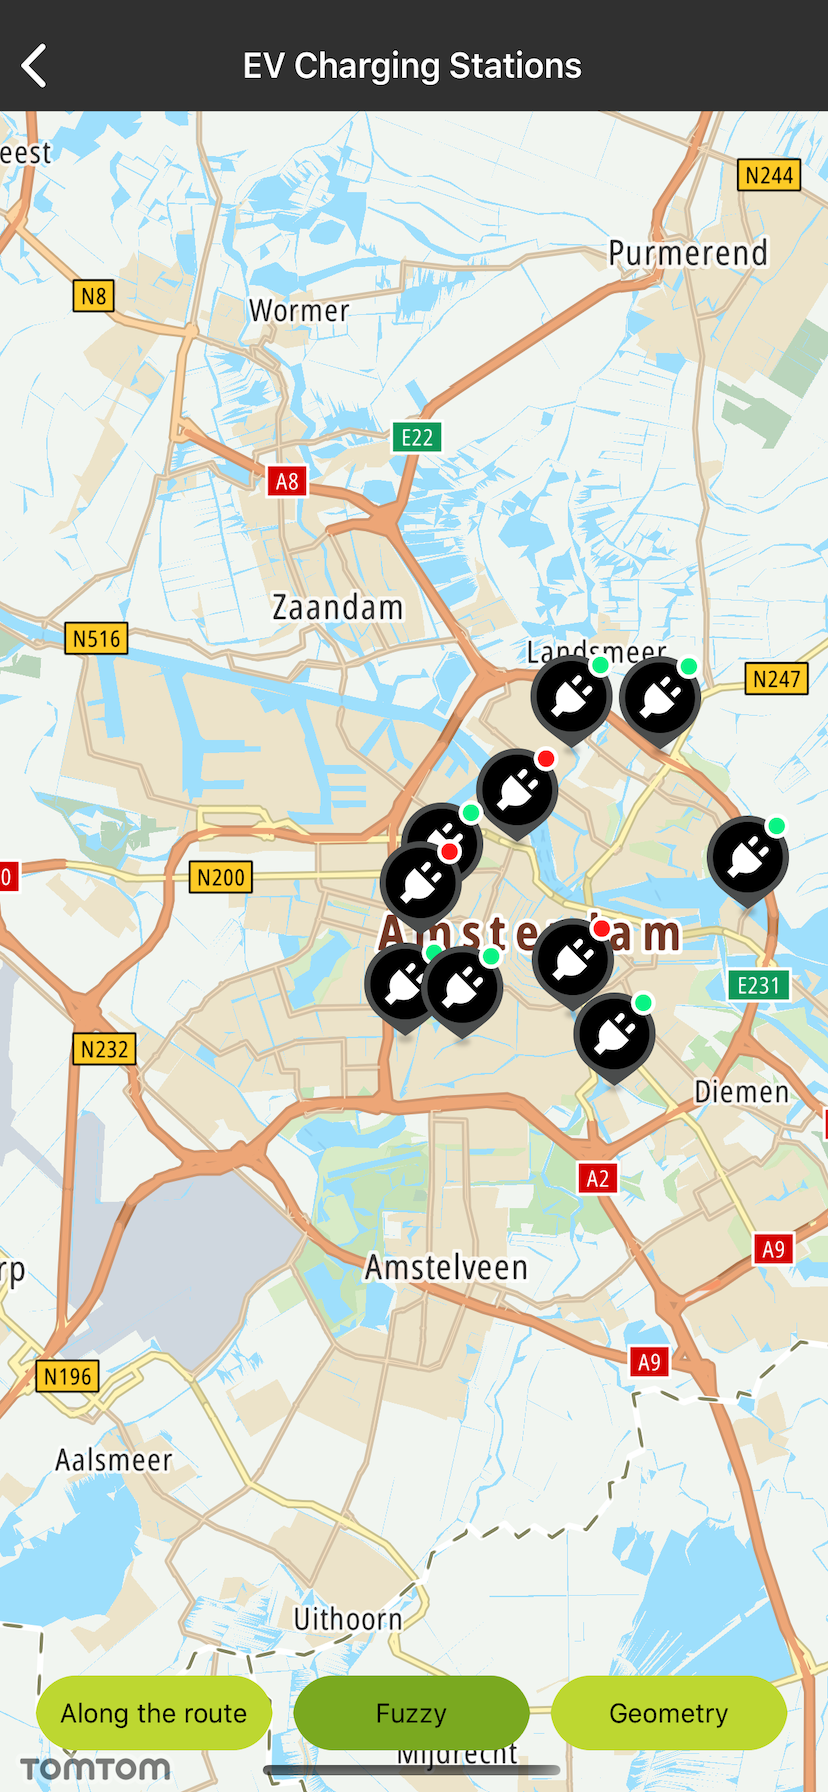 EV Charging Stations
eest
N244
Purmerend
N8
Wormer
E22
A8
Zaandam
N516
Landsmeer
N247
0
N200
Amsterdam
E231
N232
Diemen
A2
A9
rp
Amstelveen
A9
N196
Aalsmeer
Uithoorn
Along the route
Fuzzy
Geometry
Mijdrecht
TOMTOM